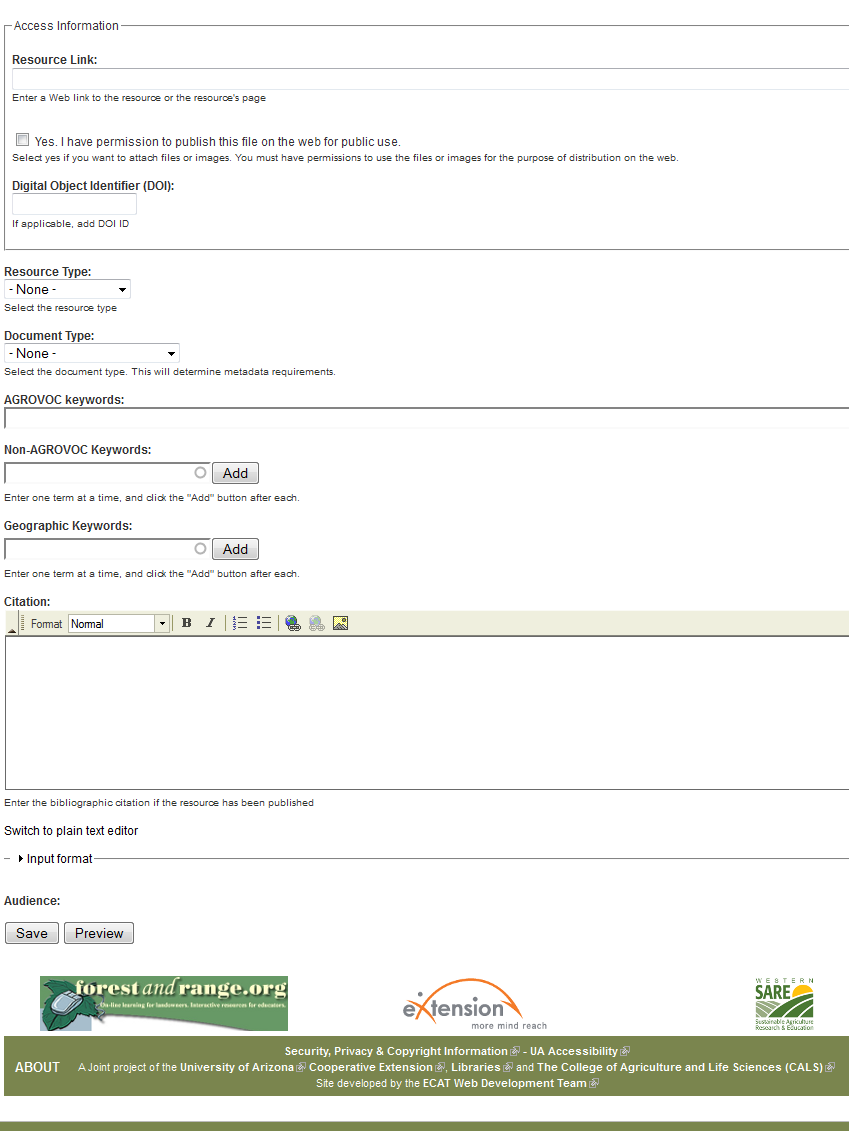 Access Information
Resource Link:
Enter a Web link to the resource or the resource's page
Yes. I have permission to publish this file on the web for public use.
Select yes if you want to attach files or images. You must have permissions to use the files or images for the purpose of distribution on the web.
Digital Object Identifier (DOI):
If applicable, add DOI ID
Resource Type:
- None -
Select the resource type
Document Type:
- None -
Select the document type. This will determine metadata requirements.
AGROVOC keywords:
Non-AGROVOC Keywords:
Add
Enter one term at a time, and click the "Add" button after each.
Geographic Keywords:
Add
Enter one term at a time, and click the "Add" button after each.
Citation:
Format Normal B I
Enter the bibliographic citation if the resource has been published
Switch to plain text editor
Input format
Audience:
Save Preview
forestandrange.org
On-line learning for landowners. Interactive resources for educators.
eXtension
more mind reach
WESTERN
SARE
Sustainable Agriculture
Research & Education
Security, Privacy & Copyright Information - UA Accessibility
ABOUT A Joint project of the University of Arizona Cooperative Extension, Libraries and The College of Agriculture and Life Sciences (CALS)
Site developed by the ECAT Web Development Team